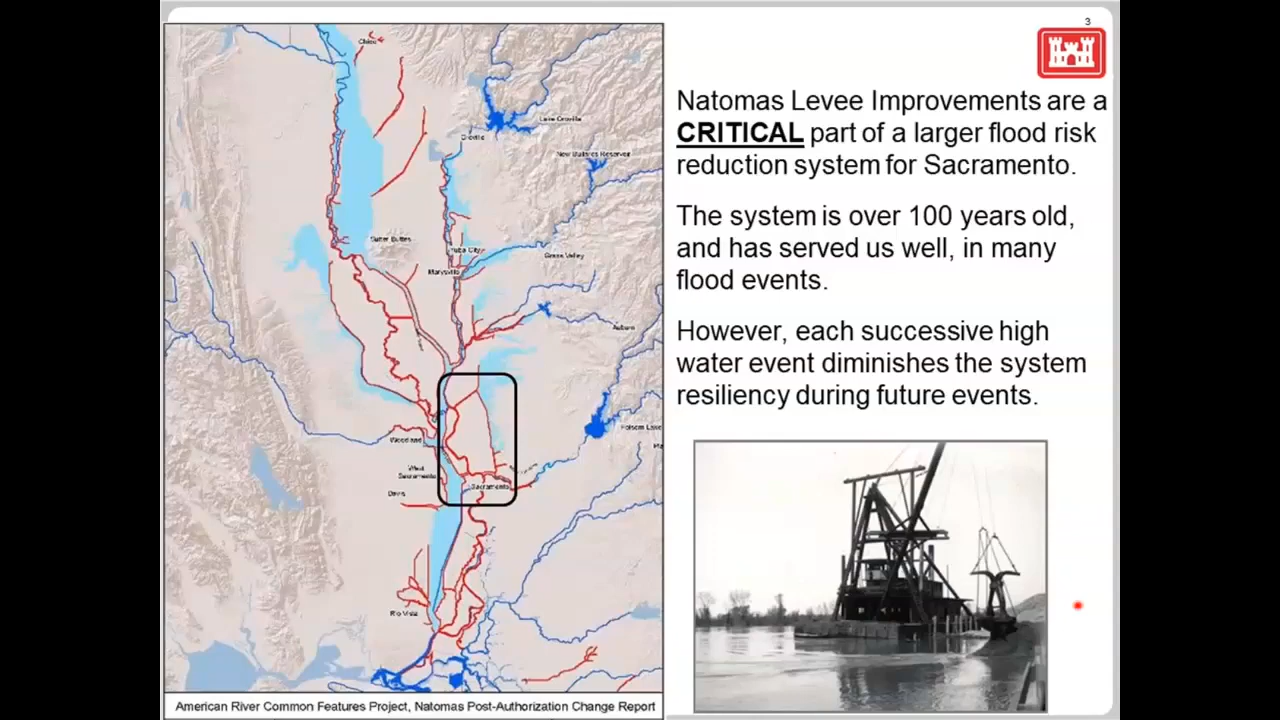 3
Natomas Levee Improvements are a
CRITICAL part of a larger flood risk
reduction system for Sacramento.
The system is over 100 years old,
and has served us well, in many
flood events.
However, each successive high
water event diminishes the system
resiliency during future events.
Chico
Lake Oroville
Oroville
New Bullards Reservoir
Sutter Buttes
Yuba City
Grass Valley
Marysville
Auburn
Folsom Lake
Woodland
West
Sacramento
Sacramento
Davis
Rio Vista
American River Common Features Project, Natomas Post-Authorization Change Report